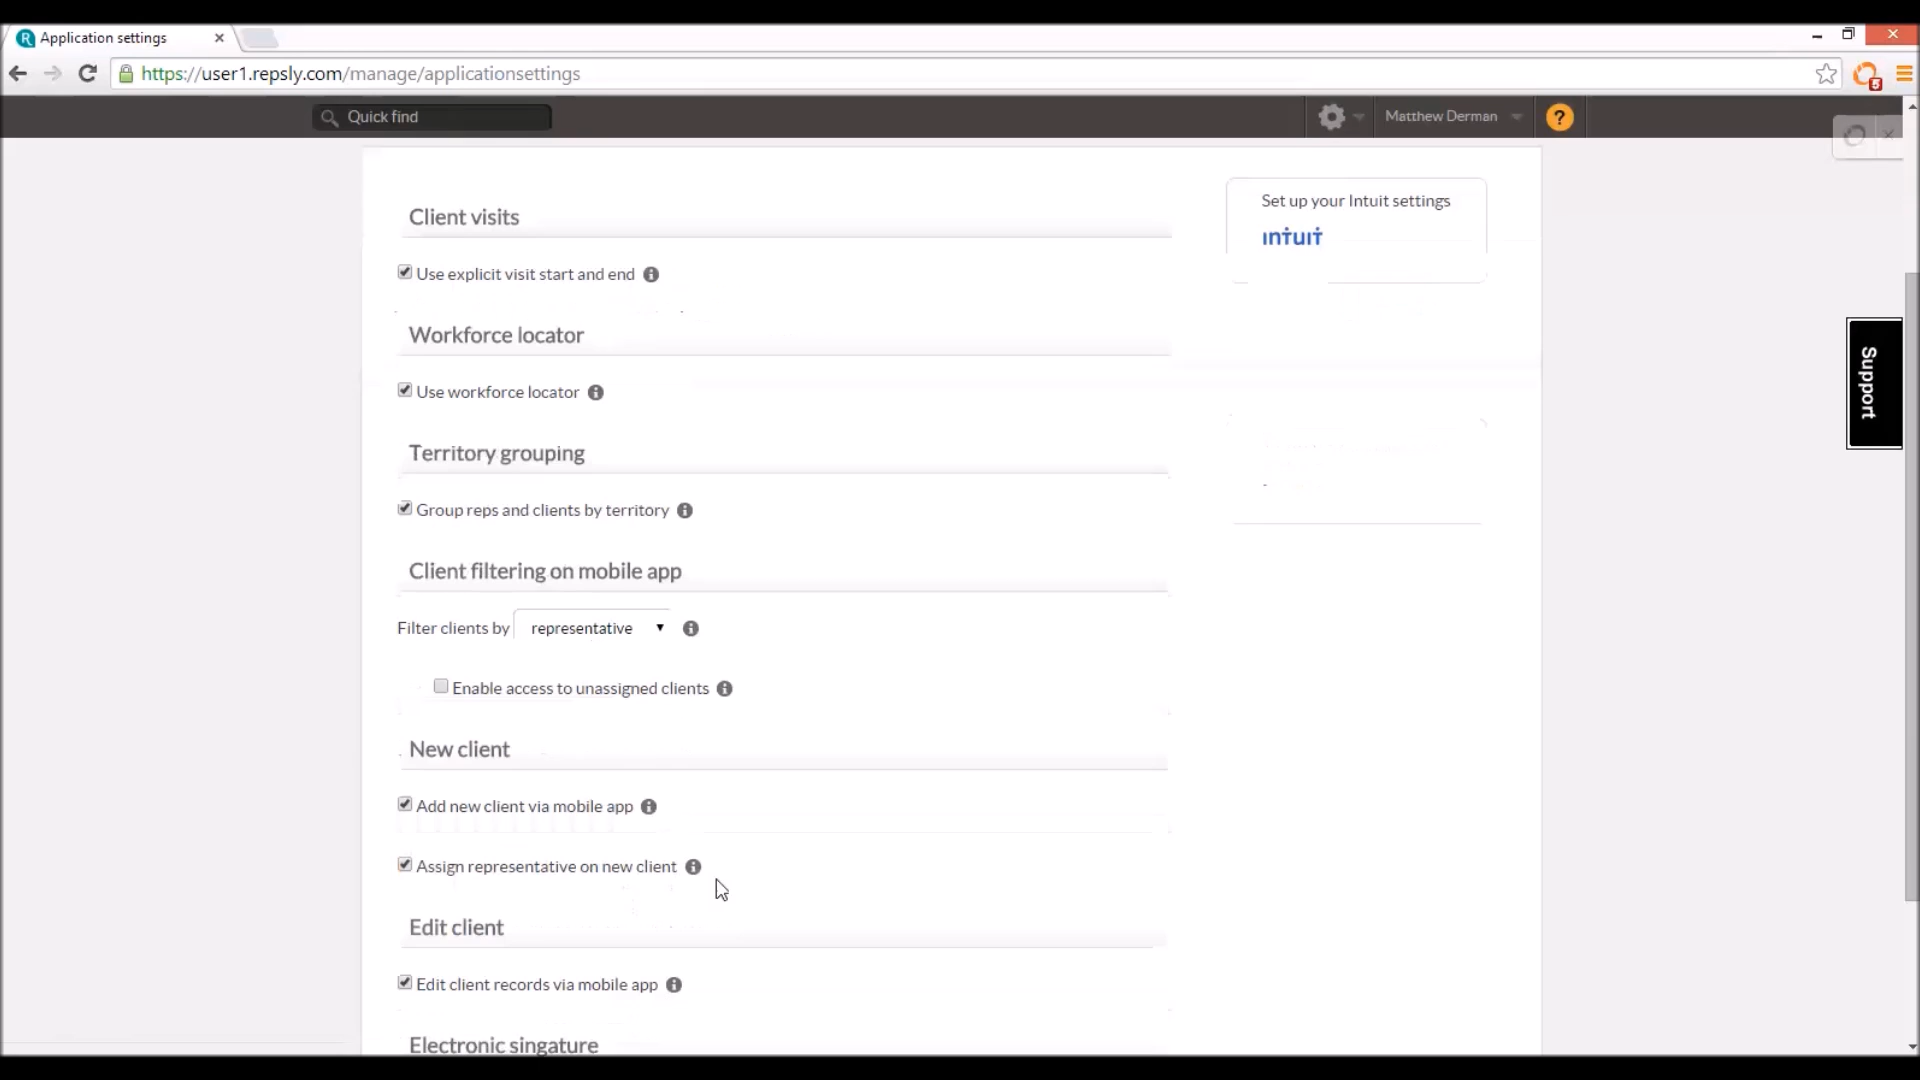 Application settings
https://user1.repsly.com/manage/applicationsettings
5
Quick find
Matthew Derman
?
Client visits
Set up your Intuit settings
intuit
Use explicit visit start and end
Workforce locator
Support
Use workforce locator
Territory grouping
Group reps and clients by territory
Client filtering on mobile app
Filter clients by representative
Enable access to unassigned clients
New client
Add new client via mobile app
Assign representative on new client
Edit client
Edit client records via mobile app
Electronic singature